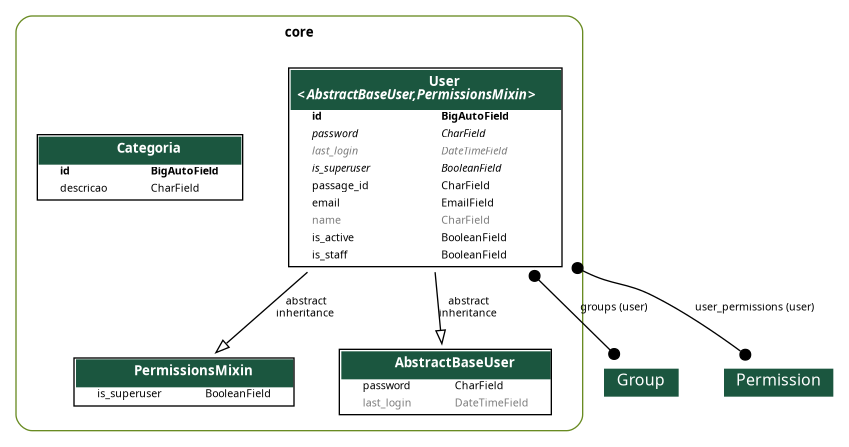 core
User
<AbstractBaseUser,PermissionsMixin>
id BigAutoField
password CharField
last_login DateTimeField
is_superuser BooleanField
passage_id CharField
email EmailField
name CharField
is_active BooleanField
is_staff BooleanField
Categoria
id BigAutoField
descricao CharField
abstract
inheritance
abstract
inheritance
groups (user)
user_permissions (user)
PermissionsMixin
is_superuser BooleanField
AbstractBaseUser
password CharField
last_login DateTimeField
Group
Permission